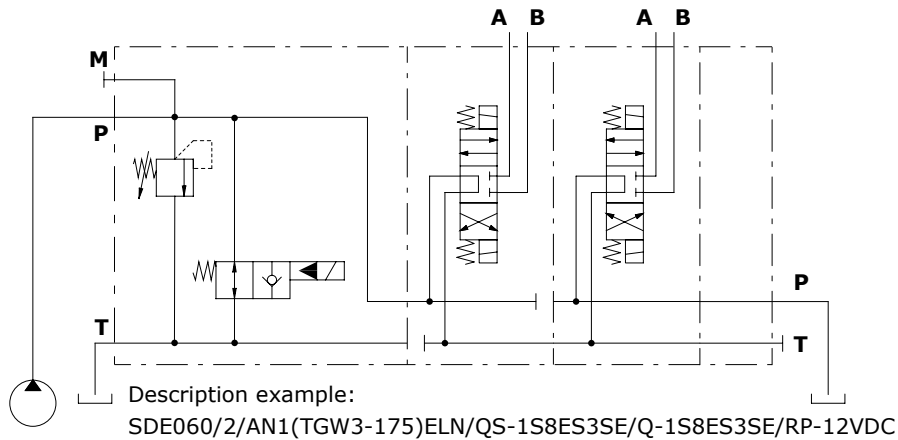 A B
A B
M
P
P
T
T
Description example:
SDE060/2/AN1(TGW3-175)ELN/QS-1S8ES3SE/Q-1S8ES3SE/RP-12VDC